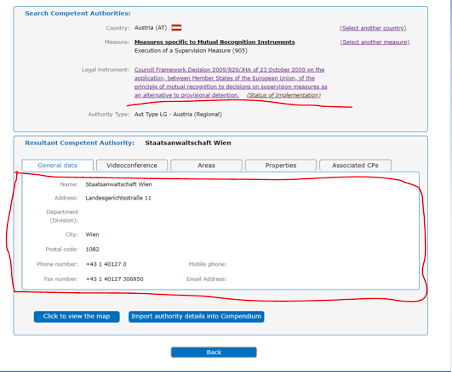 Search Competent Authorities:
Country: Austria (AT) (Select another country)
Measure: Measures specific to Mutual Recognition Instruments (Select another measure)
Execution of a Supervision Measure (905)
Legal instrument: Council Framework Decision 2009/829/JHA of 23 October 2009 on the
application, between Member States of the European Union, of the
principle of mutual recognition to decisions on supervision measures as
an alternative to provisional detention. (Status of Implementation)
Authority Type: Aut Type LG - Austria (Regional)
Resultant Competent Authority: Staatsanwaltschaft Wien
General data Videoconference Areas Properties Associated CPs
Name: Staatsanwaltschaft Wien
Address: Landesgerichtsstraße 11
Department
(Division):
City: Wien
Postal code: 1082
Phone number: +43 1 40127 0 Mobile phone:
Fax number: +43 1 40127 306950 Email Address:
Click to view the map Import authority details into Compendium
Back